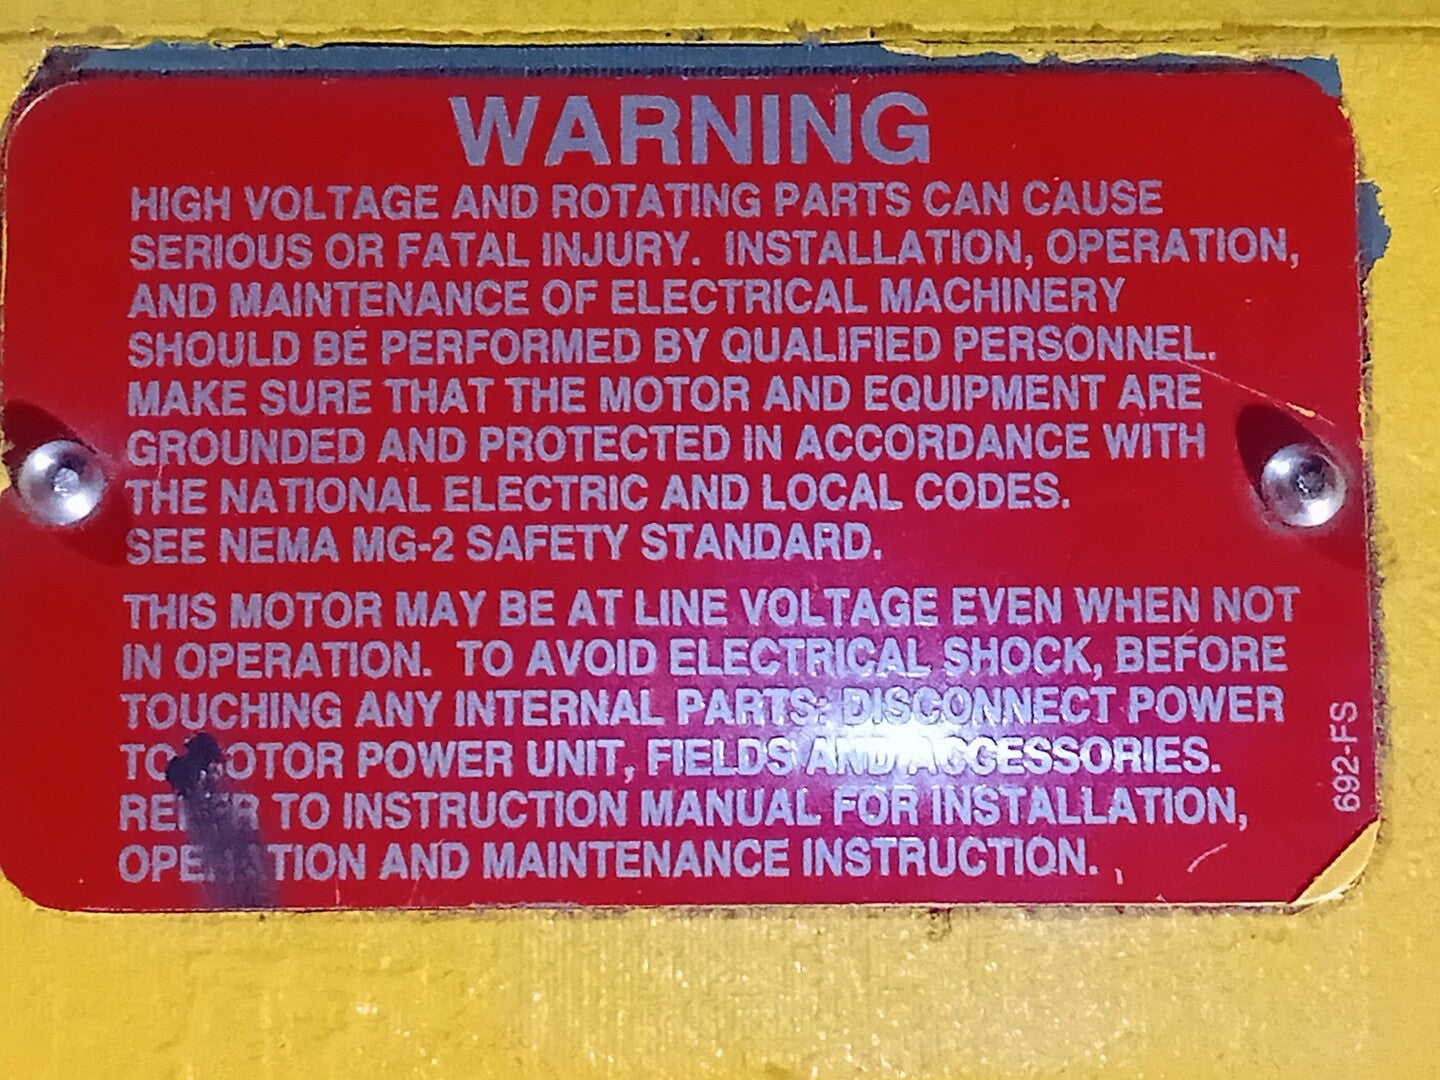 WARNING
HIGH VOLTAGE AND ROTATING PARTS CAN CAUSE
SERIOUS OR FATAL INJURY. INSTALLATION, OPERATION,
AND MAINTENANCE OF ELECTRICAL MACHINERY
SHOULD BE PERFORMED BY QUALIFIED PERSONNEL.
MAKE SURE THAT THE MOTOR AND EQUIPMENT ARE
GROUNDED AND PROTECTED IN ACCORDANCE WITH
THE NATIONAL ELECTRIC AND LOCAL CODES.
SEE NEMA MG-2 SAFETY STANDARD.
THIS MOTOR MAY BE AT LINE VOLTAGE EVEN WHEN NOT
IN OPERATION. TO AVOID ELECTRICAL SHOCK, BEFORE
TOUCHING ANY INTERNAL PARTS: DISCONNECT POWER
TO MOTOR POWER UNIT, FIELDS AND ACCESSORIES.
REFER TO INSTRUCTION MANUAL FOR INSTALLATION,
OPERATION AND MAINTENANCE INSTRUCTION.
692-FS